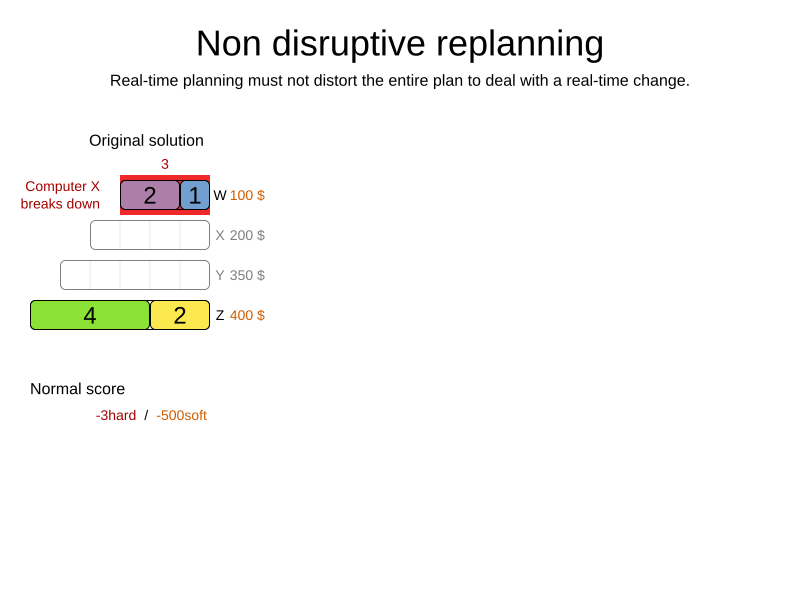 Non disruptive replanning
Real-time planning must not distort the entire plan to deal with a real-time change.
Original solution
3
Computer X
breaks down
2 1 W 100 $
X 200 $
Y 350 $
4 2 Z 400 $
Normal score
-3hard / -500soft